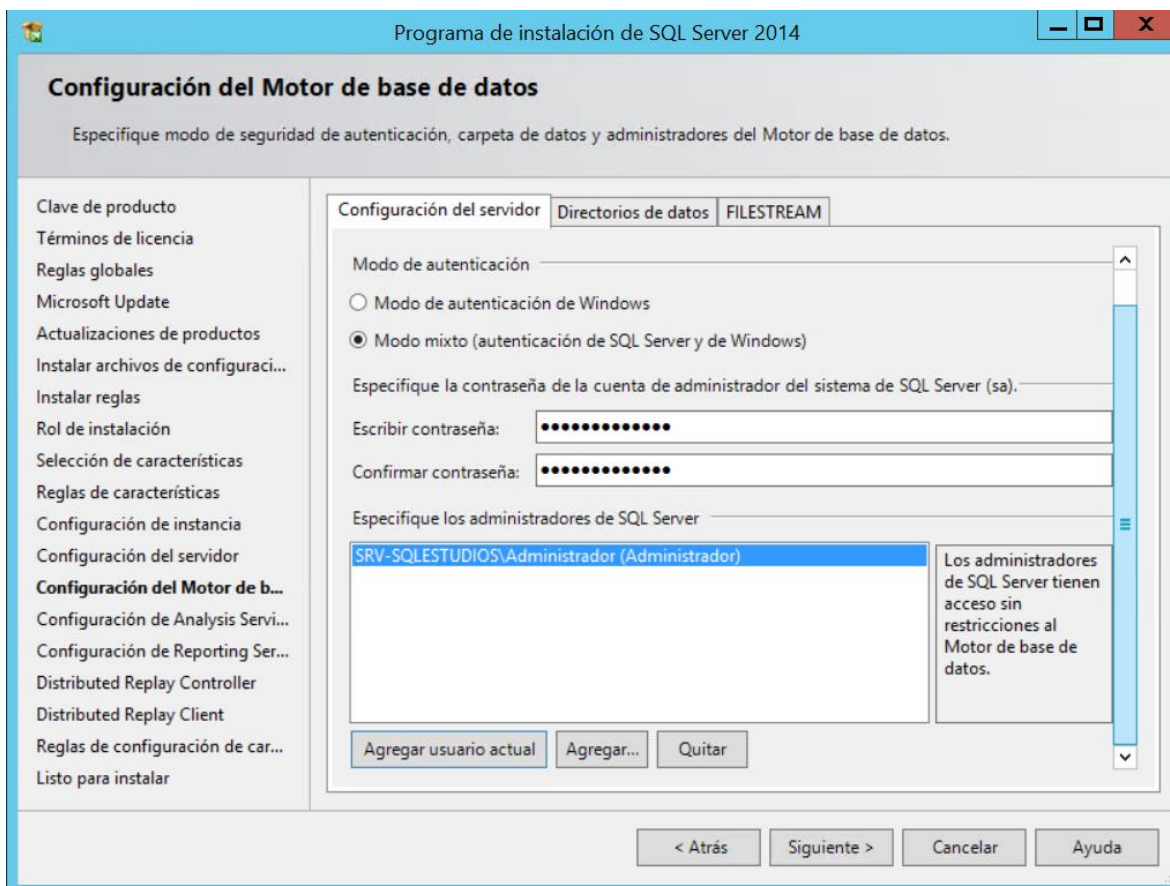 Programa de instalación de SQL Server 2014
Configuración del Motor de base de datos
Especifique modo de seguridad de autenticación, carpeta de datos y administradores del Motor de base de datos.
Clave de producto
Términos de licencia
Reglas globales
Microsoft Update
Actualizaciones de productos
Instalar archivos de configuraci...
Instalar reglas
Rol de instalación
Selección de características
Reglas de características
Configuración de instancia
Configuración del servidor
Configuración del Motor de b...
Configuración de Analysis Servi...
Configuración de Reporting Ser...
Distributed Replay Controller
Distributed Replay Client
Reglas de configuración de car...
Listo para instalar
Configuración del servidor
Directorios de datos
FILESTREAM
Modo de autenticación
Modo de autenticación de Windows
Modo mixto (autenticación de SQL Server y de Windows)
Especifique la contraseña de la cuenta de administrador del sistema de SQL Server (sa).
Escribir contraseña: ●●●●●●●●●●●●●
Confirmar contraseña: ●●●●●●●●●●●●●
Especifique los administradores de SQL Server
SRV-SQLESTUDIOS\Administrador (Administrador)
Los administradores
de SQL Server tienen
acceso sin
restricciones al
Motor de base de
datos.
Agregar usuario actual
Agregar...
Quitar
< Atrás
Siguiente >
Cancelar
Ayuda